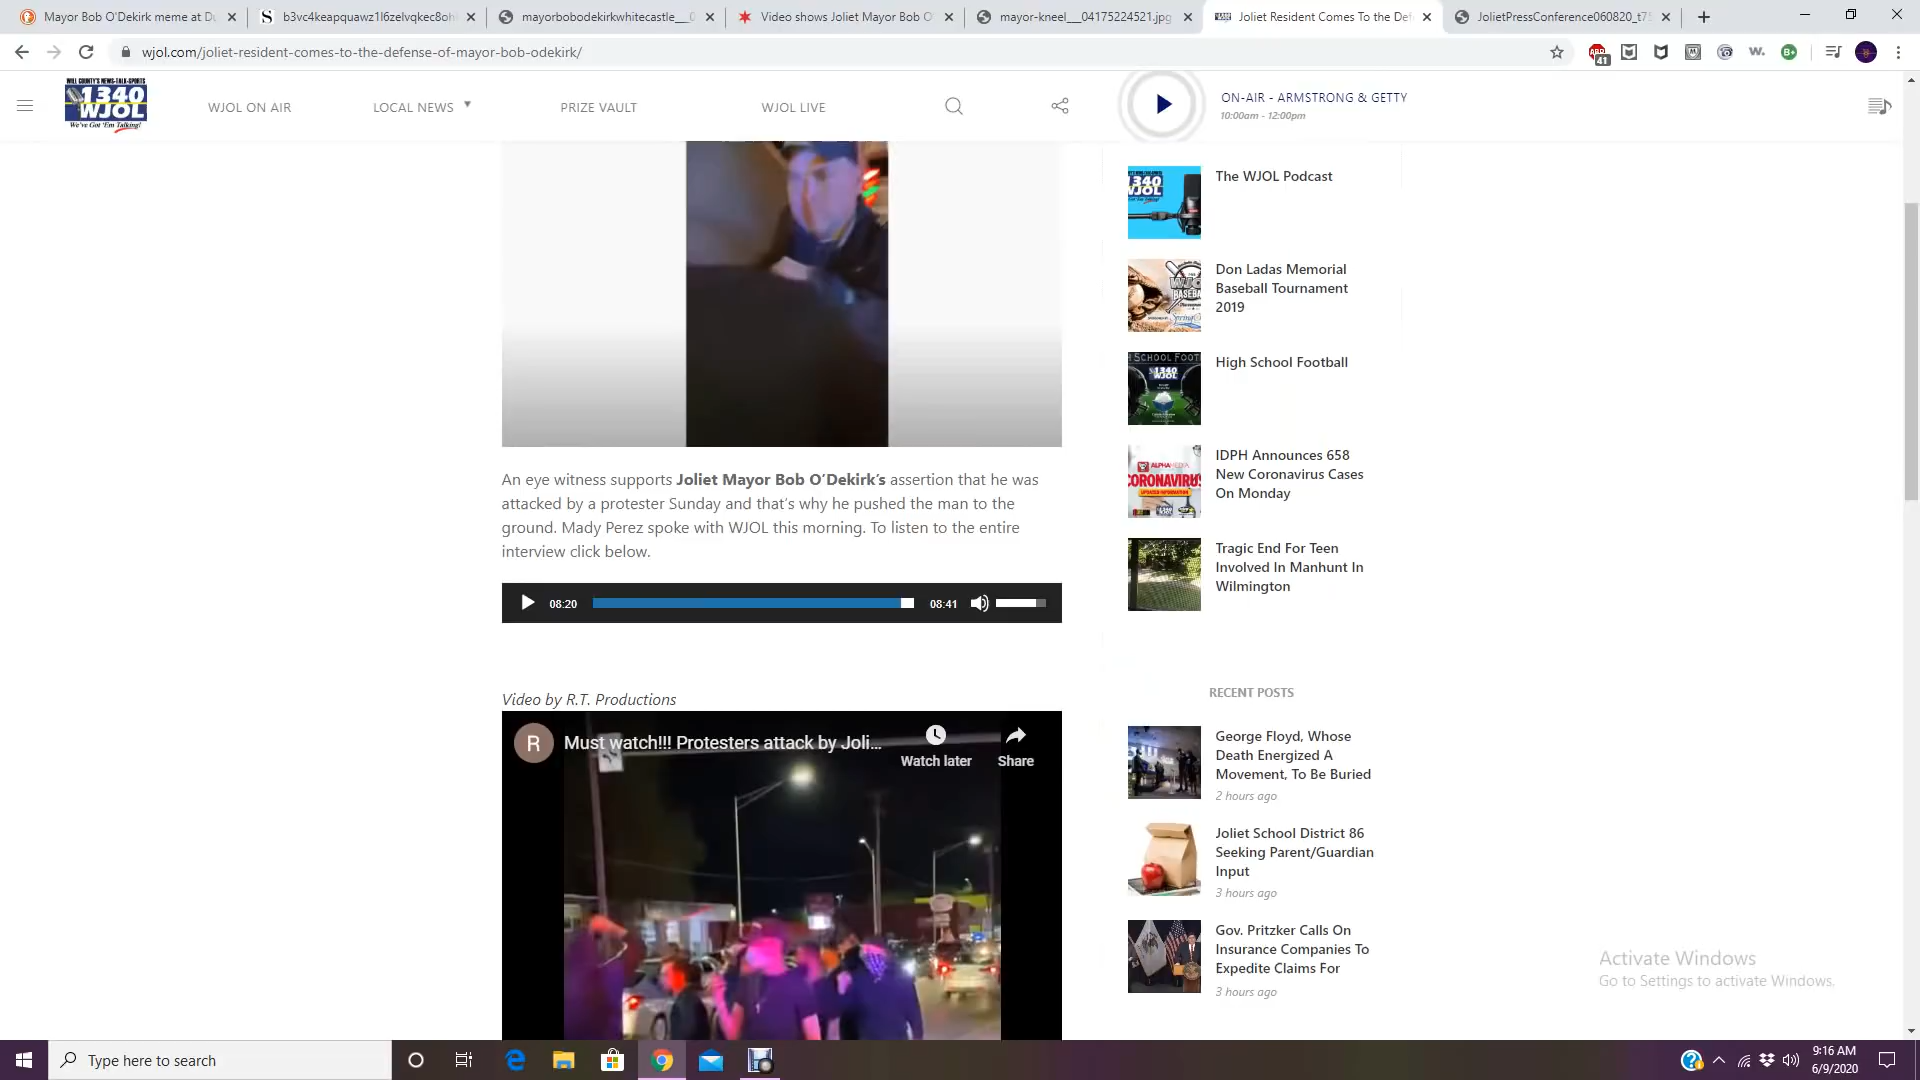 Mayor Bob O'Dekirk meme at Du
b3vc4keapquawz1l6zelvqkec8ohi
mayorbobodekirkwhitecastle__0
Video shows Joliet Mayor Bob O'
mayor-kneel__04175224521.jpg
Joliet Resident Comes To the Def
JolietPressConference060820_t75
wjol.com/joliet-resident-comes-to-the-defense-of-mayor-bob-odekirk/
41
WILL COUNTY'S NEWS-TALK-SPORTS
1340
WJOL
We've Got 'Em Talking!
WJOL ON AIR
LOCAL NEWS
PRIZE VAULT
WJOL LIVE
ON-AIR - ARMSTRONG & GETTY
10:00am - 12:00pm
The WJOL Podcast
Don Ladas Memorial
Baseball Tournament
2019
High School Football
IDPH Announces 658
New Coronavirus Cases
On Monday
Tragic End For Teen
Involved In Manhunt In
Wilmington
An eye witness supports Joliet Mayor Bob O’Dekirk’s assertion that he was
attacked by a protester Sunday and that’s why he pushed the man to the
ground. Mady Perez spoke with WJOL this morning. To listen to the entire
interview click below.
08:20
08:41
Video by R.T. Productions
R
Must watch!!! Protesters attack by Joli...
Watch later
Share
RECENT POSTS
George Floyd, Whose
Death Energized A
Movement, To Be Buried
2 hours ago
Joliet School District 86
Seeking Parent/Guardian
Input
3 hours ago
Gov. Pritzker Calls On
Insurance Companies To
Expedite Claims For
3 hours ago
Activate Windows
Go to Settings to activate Windows.
Type here to search
9:16 AM
6/9/2020